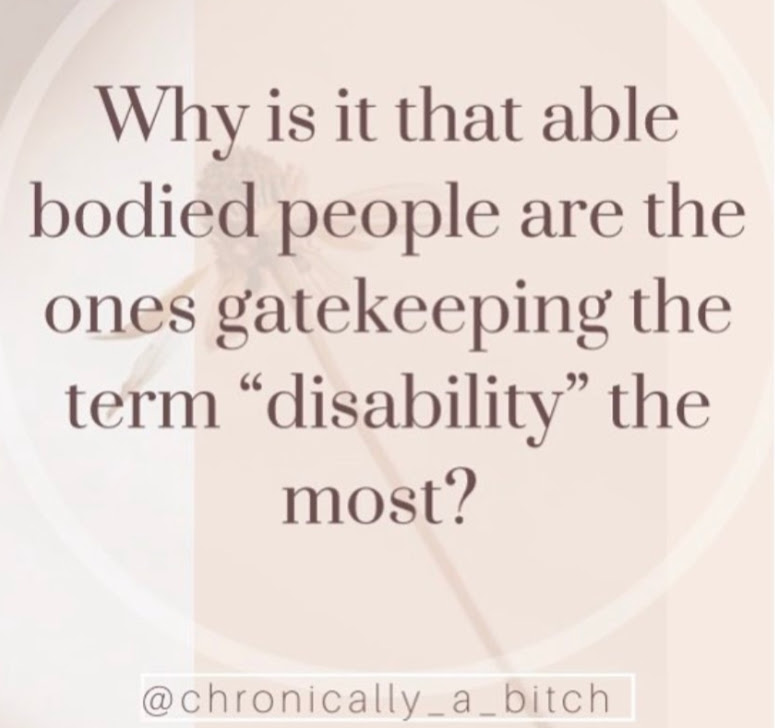 Why is it that able
bodied people are the
ones gatekeeping the
term “disability” the
most?
@chronically_a_bitch